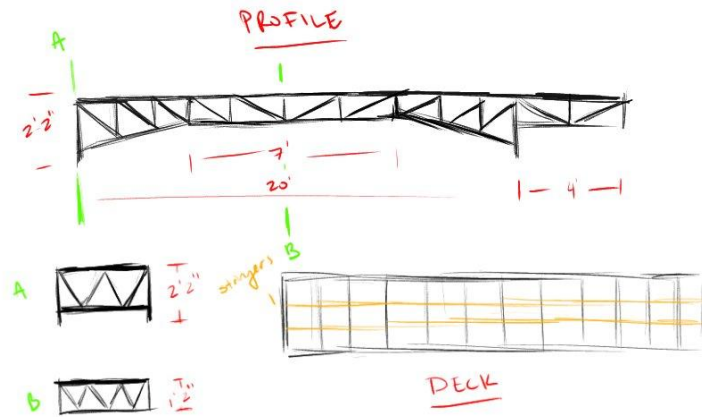 PROFILE
A
2'-2"
7'
20'
4'
B
stringers
A
2'2"
B
1'2"
DECK